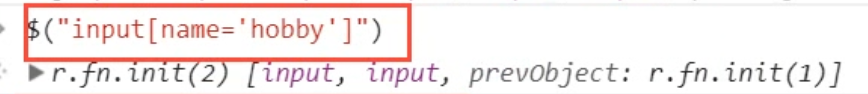 $("input[name='hobby']")
▶r.fn.init(2) [input, input, prevObject: r.fn.init(1)]